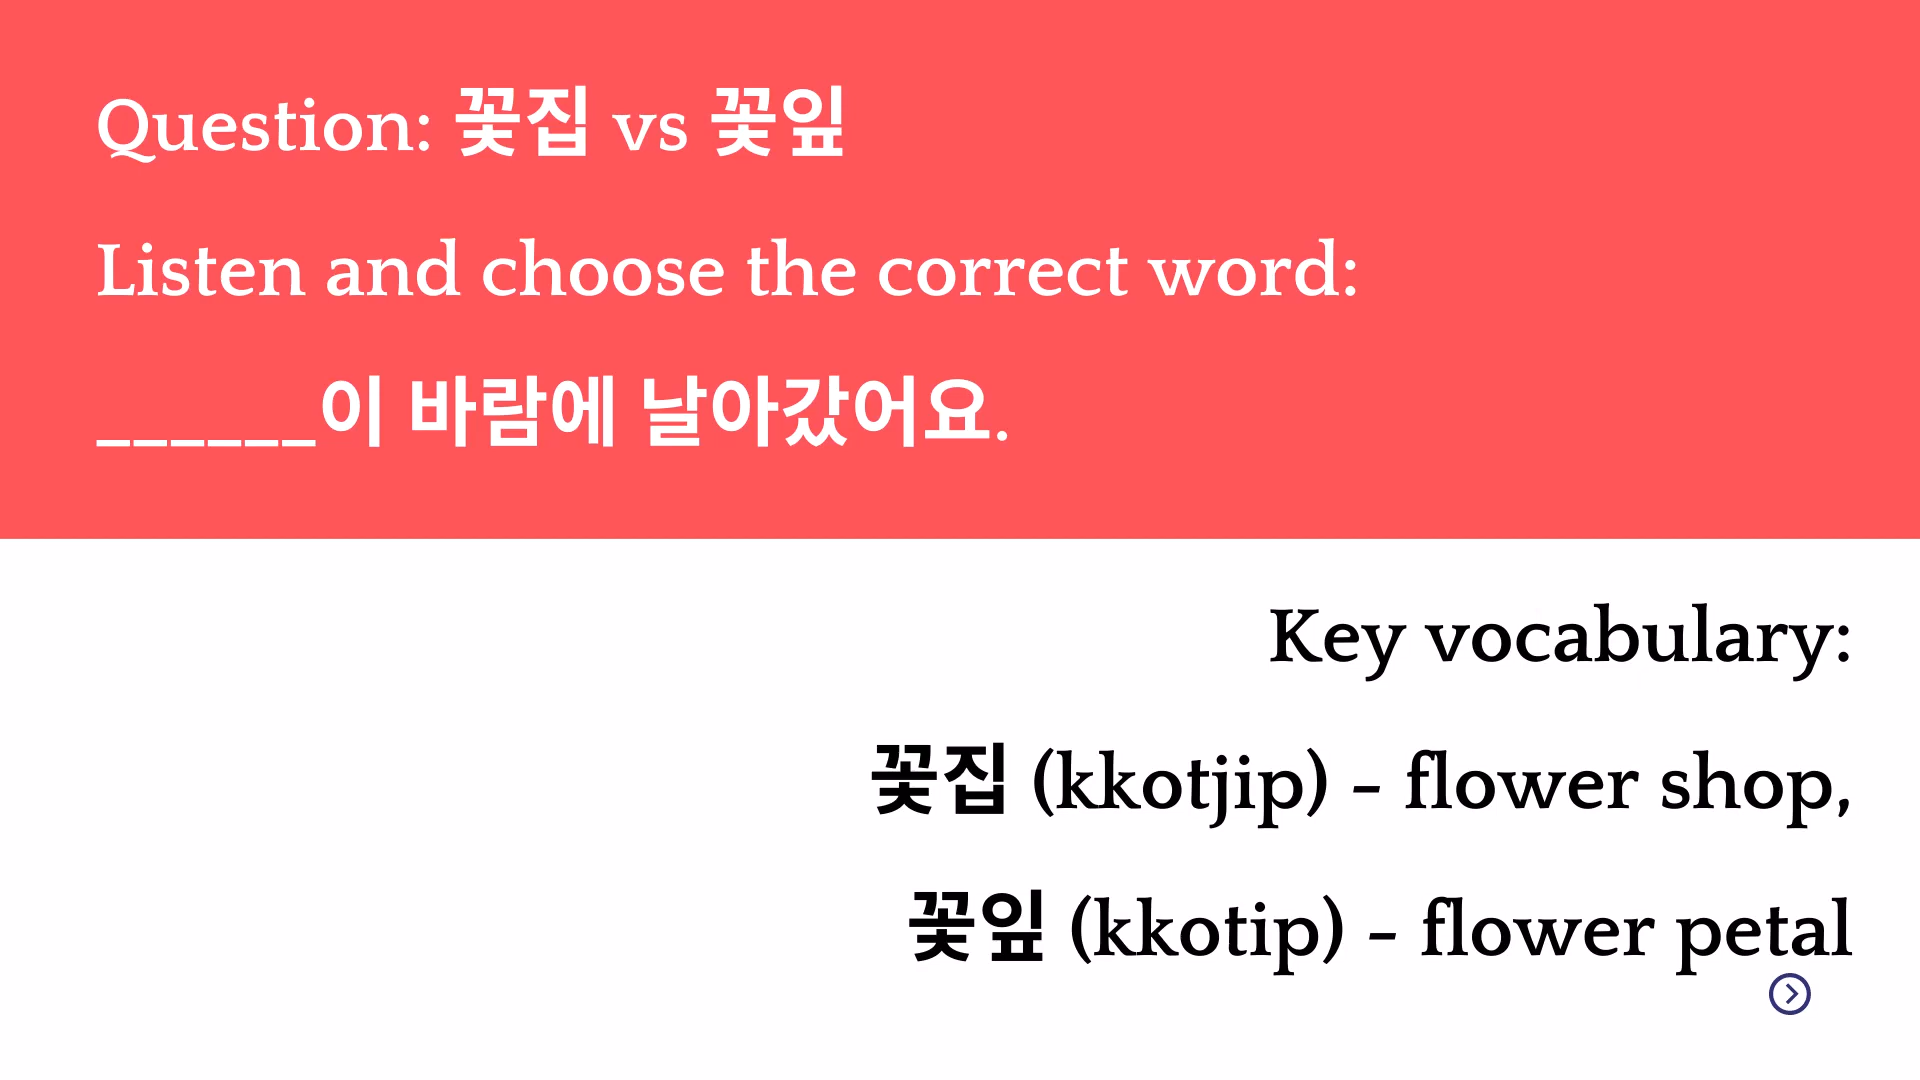 Question: 꽃집 vs 꽃잎
Listen and choose the correct word:
______이 바람에 날아갔어요.
Key vocabulary:
꽃집 (kkotjip) - flower shop,
꽃잎 (kkotip) - flower petal